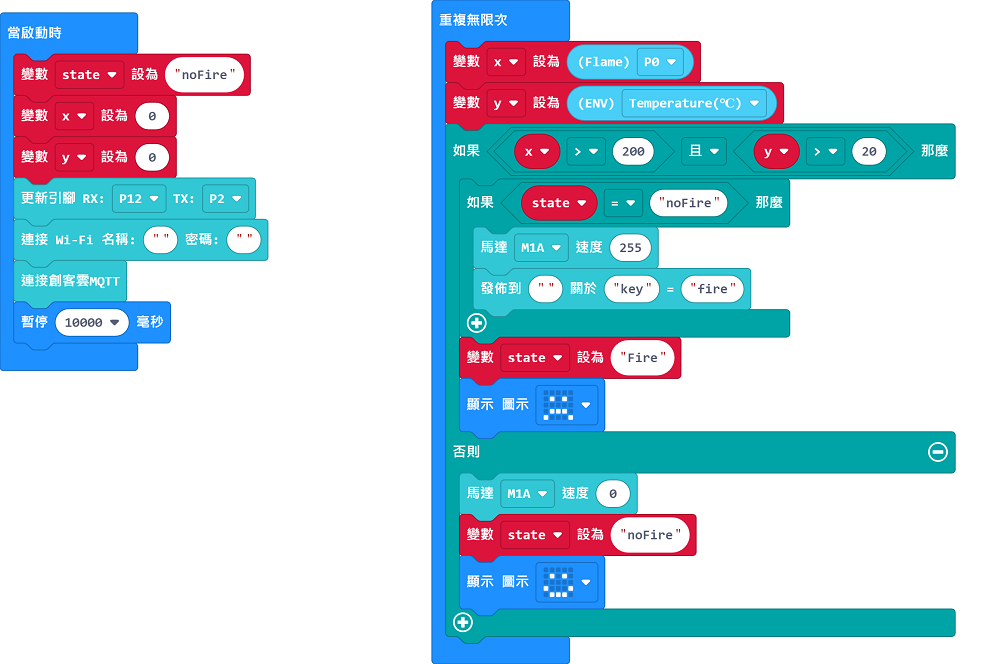 當啟動時
變數 state 設為 "noFire"
變數 x 設為 0
變數 y 設為 0
更新引腳 RX: P12 TX: P2
連接 Wi-Fi 名稱: "" 密碼: ""
連接創客雲MQTT
暫停 10000 毫秒
重複無限次
變數 x 設為 (Flame) P0
變數 y 設為 (ENV) Temperature(℃)
如果 x > 200 且 y > 20 那麼
如果 state = "noFire" 那麼
馬達 M1A 速度 255
發佈到 "" 關於 "key" = "fire"
變數 state 設為 "Fire"
顯示 圖示
否則
馬達 M1A 速度 0
變數 state 設為 "noFire"
顯示 圖示